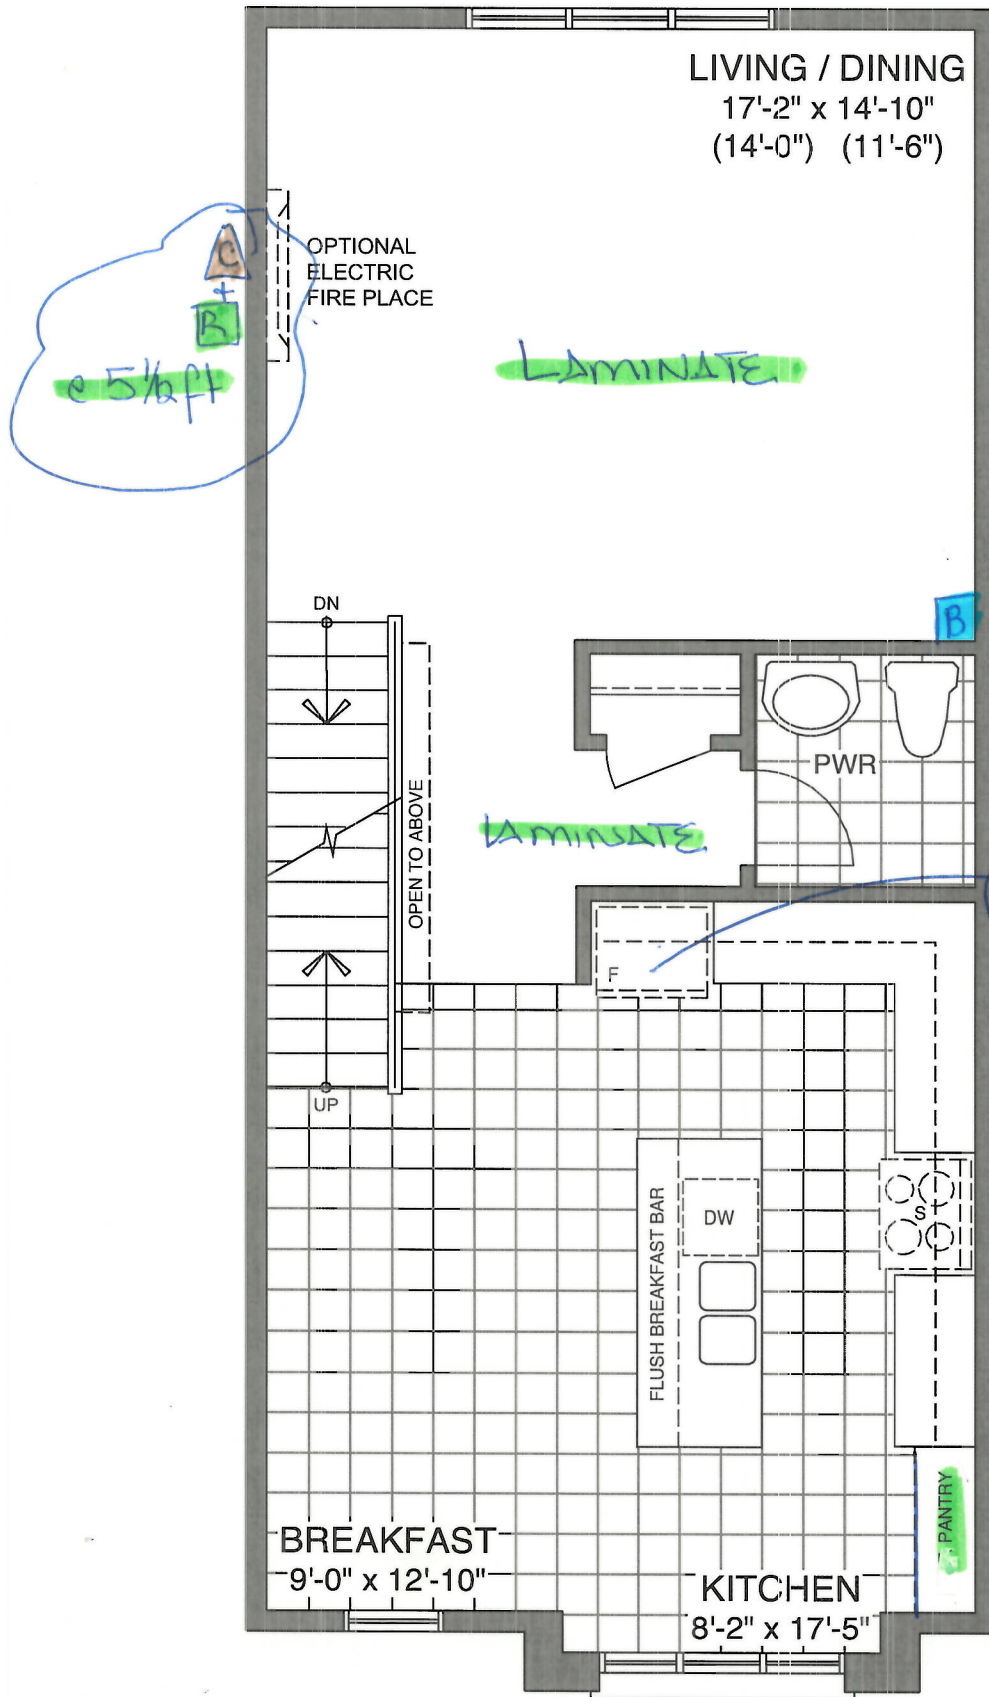 LIVING / DINING
17'-2" x 14'-10"
(14'-0") (11'-6")
C
+
R
@ 5½ft
OPTIONAL
ELECTRIC
FIRE PLACE
LAMINATE
DN
B
PWR
OPEN TO ABOVE
LAMINATE
F
UP
FLUSH BREAKFAST BAR
DW
S
PANTRY
BREAKFAST
9'-0" x 12'-10"
KITCHEN
8'-2" x 17'-5"